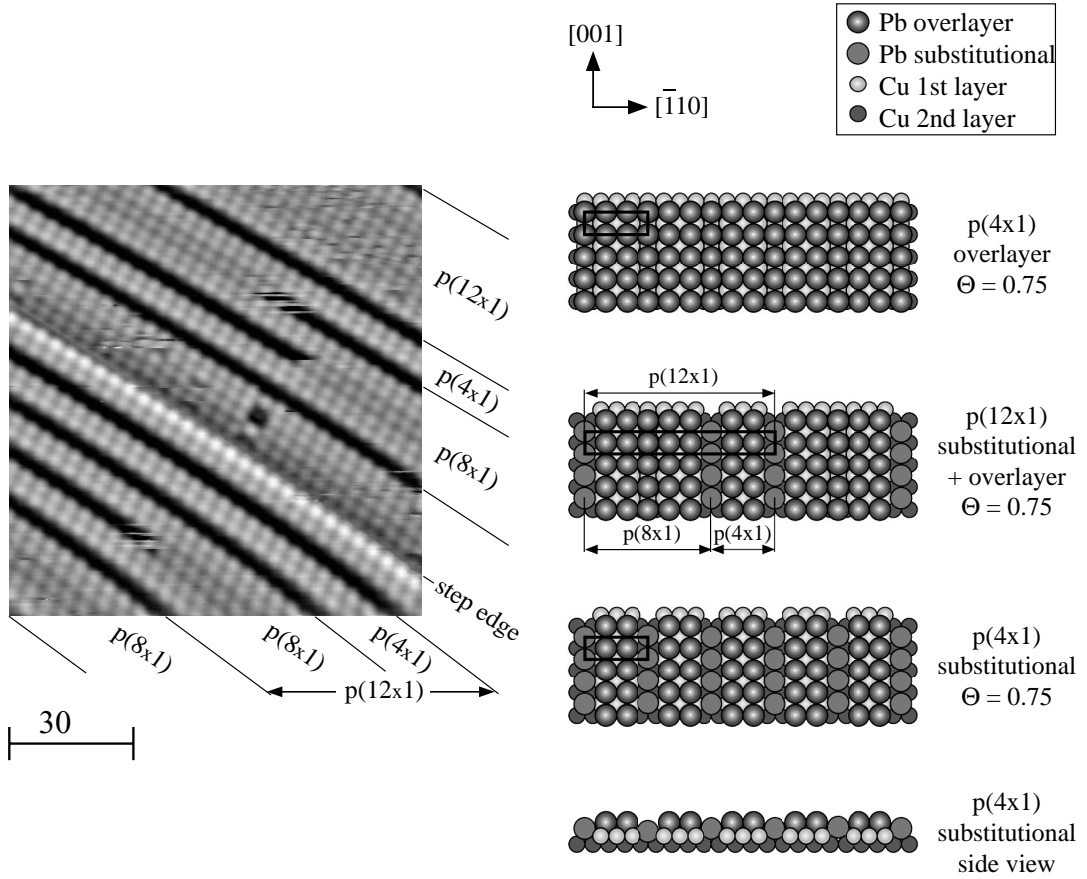 [001]
[1̅10]
Pb overlayer
Pb substitutional
Cu 1st layer
Cu 2nd layer
p(12x1)
p(4x1)
p(8x1)
step edge
p(8x1)
p(8x1)
p(4x1)
p(12x1)
30
p(4x1)
overlayer
Θ = 0.75
p(12x1)
p(8x1)
p(4x1)
p(12x1)
substitutional
+ overlayer
Θ = 0.75
p(4x1)
substitutional
Θ = 0.75
p(4x1)
substitutional
side view